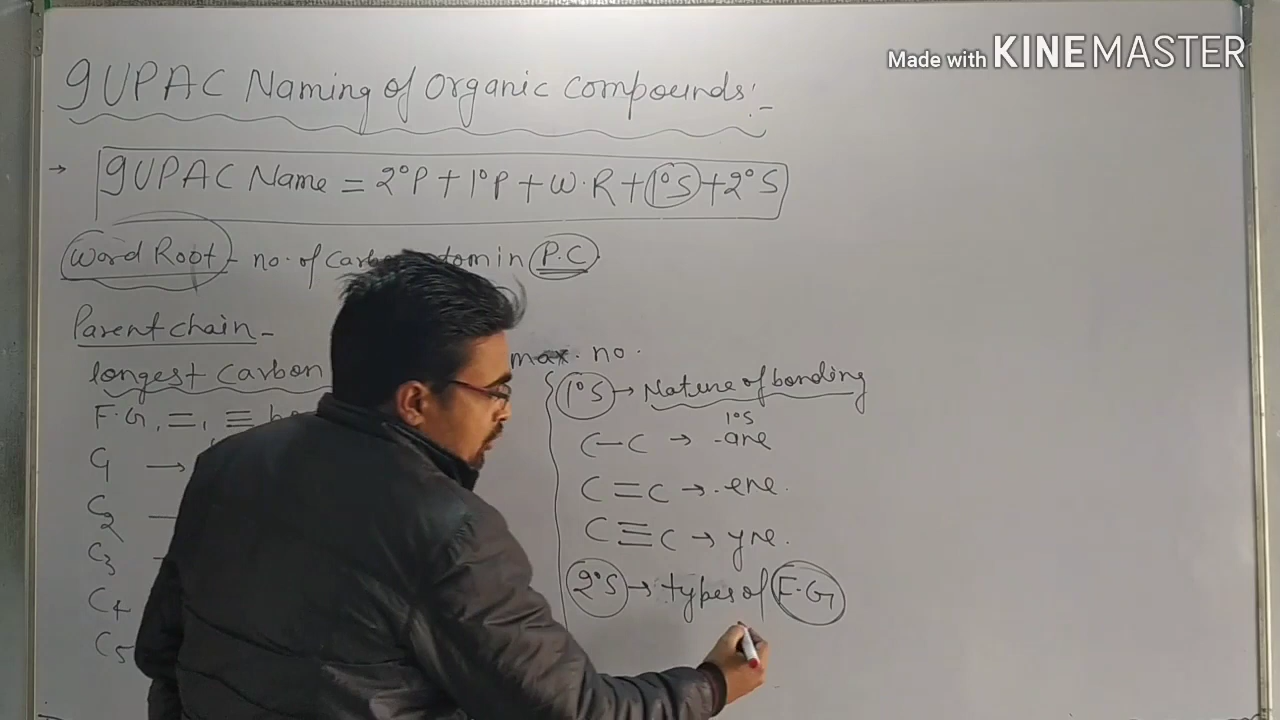 Made with KINEMASTER
IUPAC Naming of Organic Compounds:-
→ IUPAC Name = 2°P + 1°P + W.R + 1°S + 2°S
Word Root - no. of in P.C
Parent chain -
longest carbon max. no.
F.G, =, ≡
C1 →
C2 —
C3
C4
C5
1°S → Nature of bonding
1°S
C—C → -ane
C=C → -ene.
C≡C → yne.
2°S → types of F.G